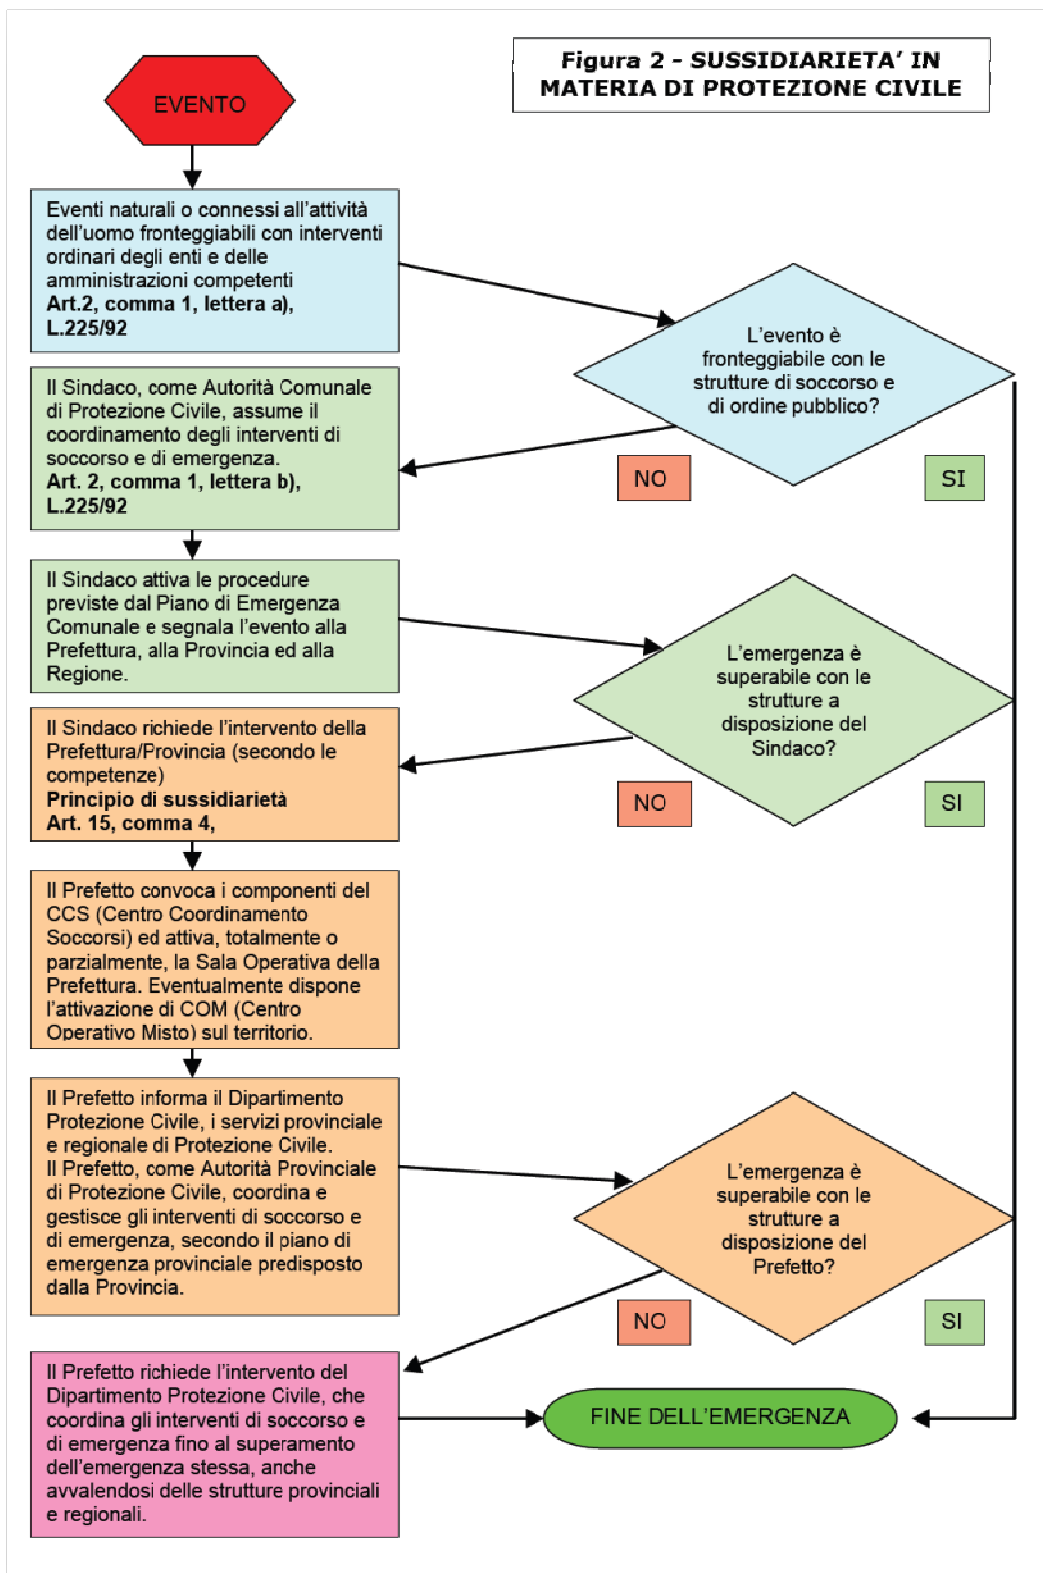 Figura 2 - SUSSIDIARIETA' IN
MATERIA DI PROTEZIONE CIVILE
EVENTO
Eventi naturali o connessi all'attività
dell'uomo fronteggiabili con interventi
ordinari degli enti e delle
amministrazioni competenti
Art.2, comma 1, lettera a),
L.225/92
L'evento è
fronteggiabile con le
strutture di soccorso e
di ordine pubblico?
Il Sindaco, come Autorità Comunale
di Protezione Civile, assume il
coordinamento degli interventi di
soccorso e di emergenza.
Art. 2, comma 1, lettera b),
L.225/92
NO
SI
Il Sindaco attiva le procedure
previste dal Piano di Emergenza
Comunale e segnala l'evento alla
Prefettura, alla Provincia ed alla
Regione.
L'emergenza è
superabile con le
strutture a
disposizione del
Sindaco?
Il Sindaco richiede l'intervento della
Prefettura/Provincia (secondo le
competenze)
Principio di sussidiarietà
Art. 15, comma 4,
NO
SI
Il Prefetto convoca i componenti del
CCS (Centro Coordinamento
Soccorsi) ed attiva, totalmente o
parzialmente, la Sala Operativa della
Prefettura. Eventualmente dispone
l'attivazione di COM (Centro
Operativo Misto) sul territorio.
Il Prefetto informa il Dipartimento
Protezione Civile, i servizi provinciale
e regionale di Protezione Civile.
Il Prefetto, come Autorità Provinciale
di Protezione Civile, coordina e
gestisce gli interventi di soccorso e
di emergenza, secondo il piano di
emergenza provinciale predisposto
dalla Provincia.
L'emergenza è
superabile con le
strutture a
disposizione del
Prefetto?
NO
SI
Il Prefetto richiede l'intervento del
Dipartimento Protezione Civile, che
coordina gli interventi di soccorso e
di emergenza fino al superamento
dell'emergenza stessa, anche
avvalendosi delle strutture provinciali
e regionali.
FINE DELL'EMERGENZA